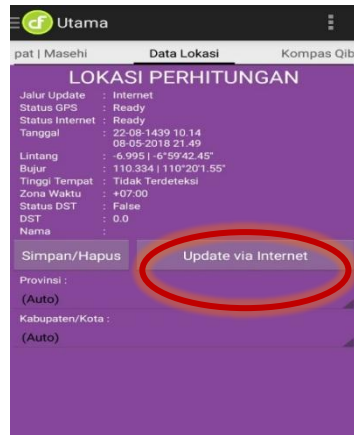 cf Utama
pat | Masehi Data Lokasi Kompas Qib
LOKASI PERHITUNGAN
Jalur Update : Internet
Status GPS : Ready
Status Internet : Ready
Tanggal : 22-08-1439 10.14
08-05-2018 21.49
Lintang : -6.995 | -6°59'42.45"
Bujur : 110.334 | 110°20'1.55"
Tinggi Tempat : Tidak Terdeteksi
Zona Waktu : +07:00
Status DST : False
DST : 0.0
Nama :
Simpan/Hapus Update via Internet
Provinsi :
(Auto)
Kabupaten/Kota :
(Auto)